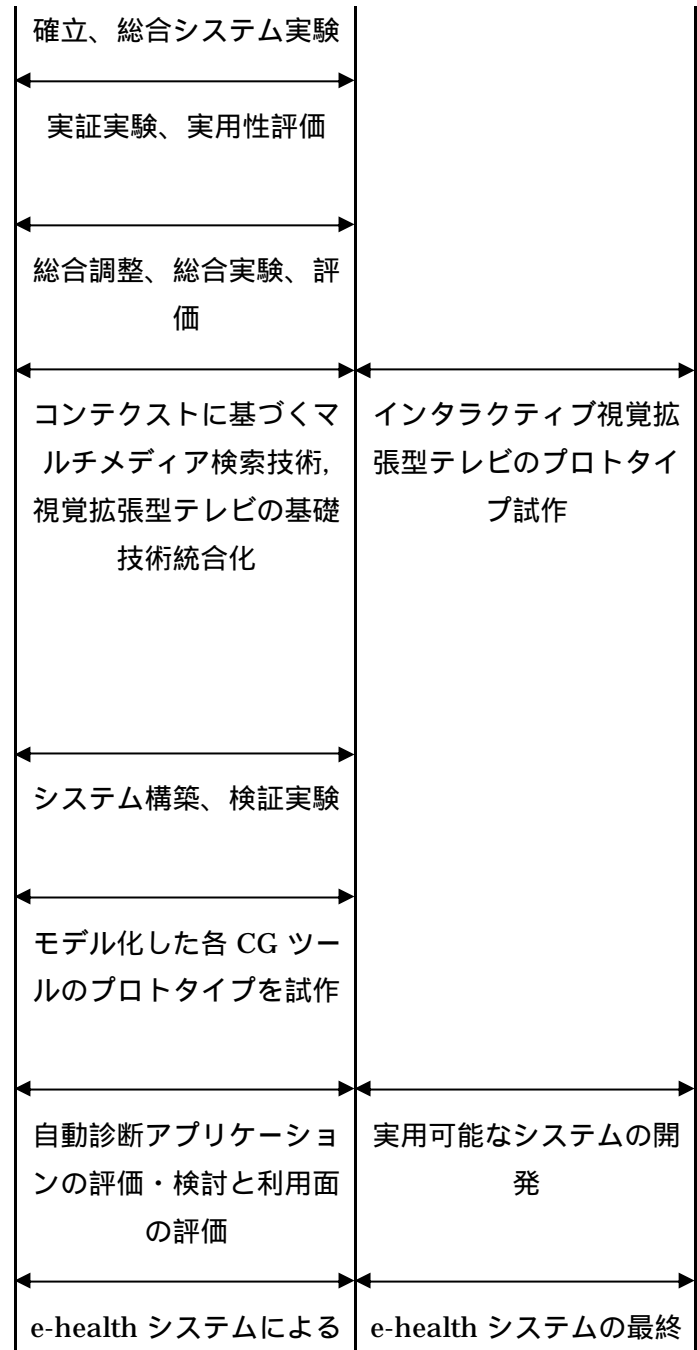 確立、総合システム実験
実証実験、実用性評価
総合調整、総合実験、評
価
コンテクストに基づくマ
ルチメディア検索技術,
視覚拡張型テレビの基礎
技術統合化
インタラクティブ視覚拡
張型テレビのプロトタイ
プ試作
システム構築、検証実験
モデル化した各 CG ツー
ルのプロトタイプを試作
自動診断アプリケーショ
ンの評価・検討と利用面
の評価
実用可能なシステムの開
発
e-health システムによる
e-health システムの最終